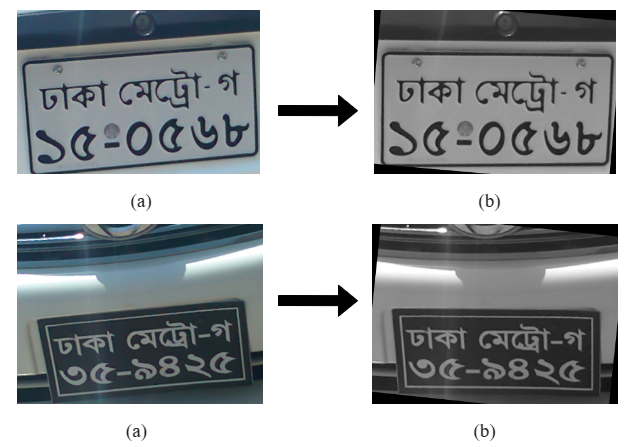 ঢাকা মেট্রো-গ
১৫-০৫৬৮
ঢাকা মেট্রো-গ
১৫-০৫৬৮
(a)
(b)
ঢাকা মেট্রো-গ
৩৫-৯৪২৫
ঢাকা মেট্রো-গ
৩৫-৯৪২৫
(a)
(b)